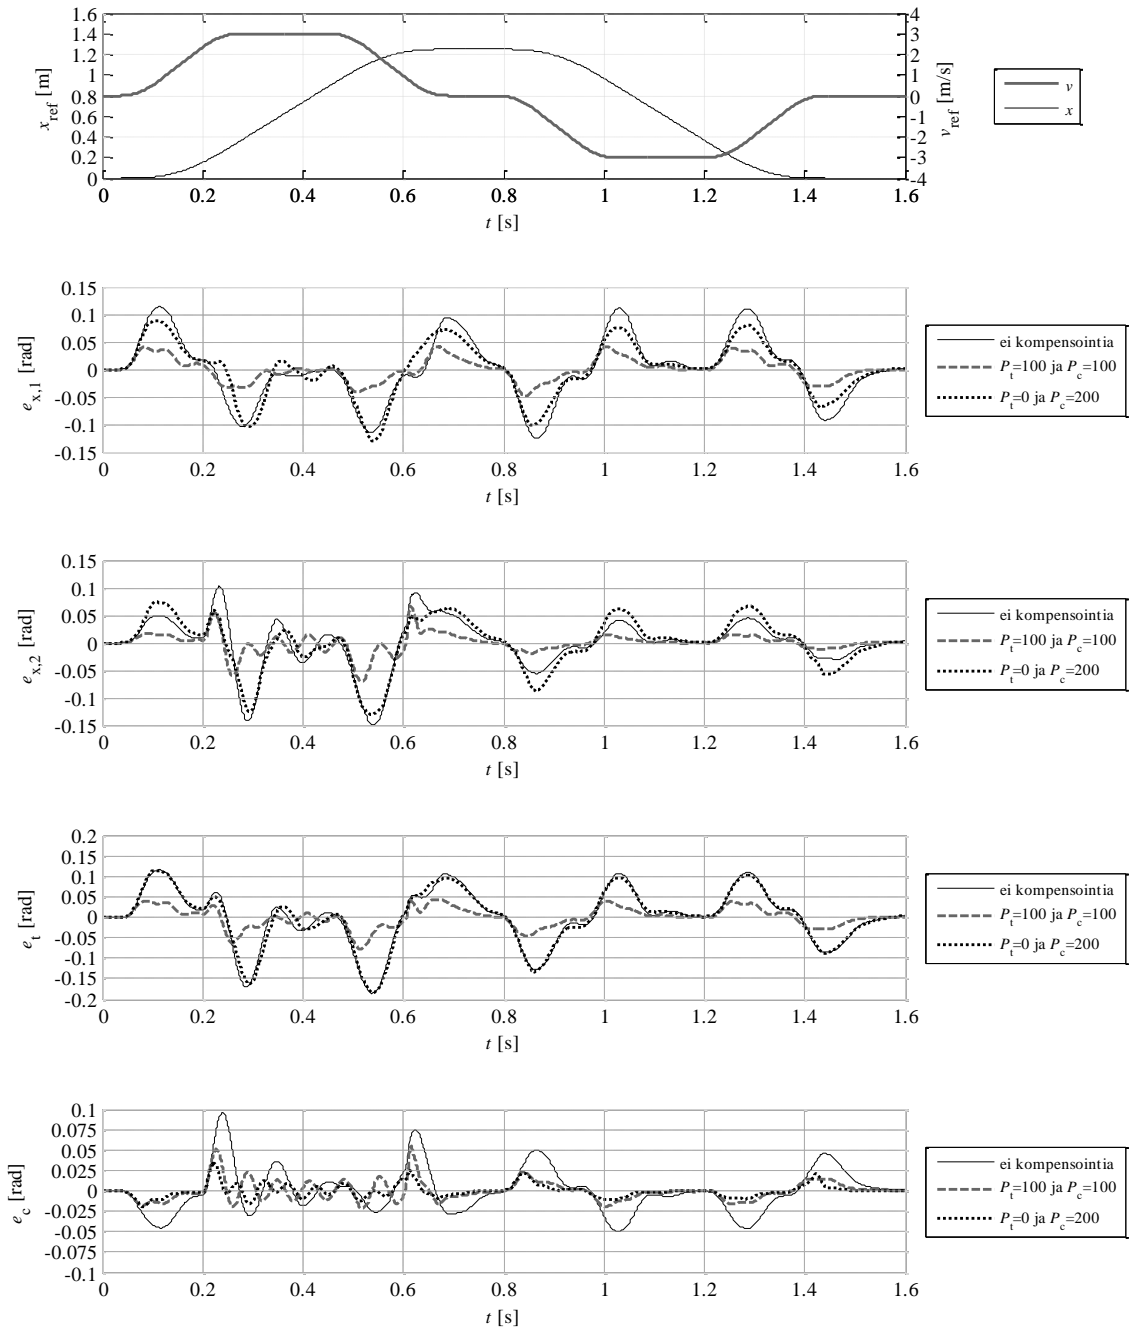 1.6
1.4
1.2
1
0.8
0.6
0.4
0.2
0
x_ref [m]
4
3
2
1
0
-1
-2
-3
-4
v_ref [m/s]
0 0.2 0.4 0.6 0.8 1 1.2 1.4 1.6
t [s]
v
x
0.15
0.1
0.05
0
-0.05
-0.1
-0.15
e_x,1 [rad]
0 0.2 0.4 0.6 0.8 1 1.2 1.4 1.6
t [s]
ei kompensointia
P_t=100 ja P_c=100
P_t=0 ja P_c=200
0.15
0.1
0.05
0
-0.05
-0.1
-0.15
e_x,2 [rad]
0 0.2 0.4 0.6 0.8 1 1.2 1.4 1.6
t [s]
ei kompensointia
P_t=100 ja P_c=100
P_t=0 ja P_c=200
0.2
0.15
0.1
0.05
0
-0.05
-0.1
-0.15
-0.2
e_t [rad]
0 0.2 0.4 0.6 0.8 1 1.2 1.4 1.6
t [s]
ei kompensointia
P_t=100 ja P_c=100
P_t=0 ja P_c=200
0.1
0.075
0.05
0.025
0
-0.025
-0.05
-0.075
-0.1
e_c [rad]
0 0.2 0.4 0.6 0.8 1 1.2 1.4 1.6
t [s]
ei kompensointia
P_t=100 ja P_c=100
P_t=0 ja P_c=200